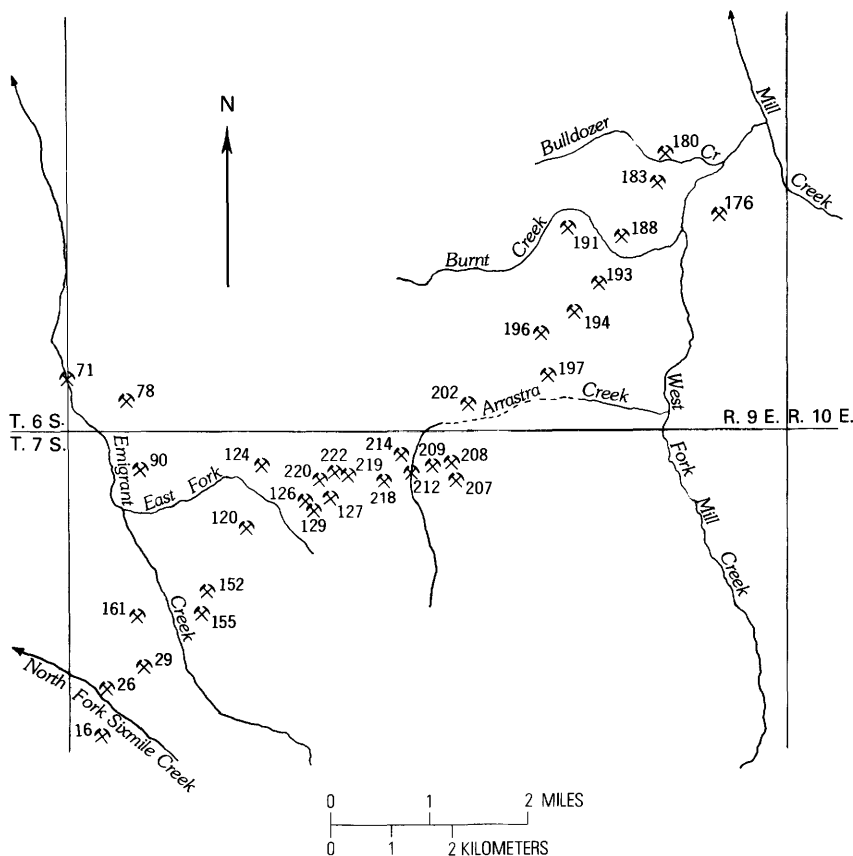 N
Mill
Creek
Bulldozer
Cr
180
183
176
Burnt
Creek
191
188
193
194
196
71
78
197
202
Arrastra
Creek
West
Fork
Mill
Creek
T. 6 S.
T. 7 S.
R. 9 E.
R. 10 E.
Emigrant
Creek
90
East
Fork
124
220
222
219
214
209
208
126
127
218
212
207
129
120
152
155
161
29
26
16
North Fork Sixmile Creek
0 1 2 MILES
0 1 2 KILOMETERS